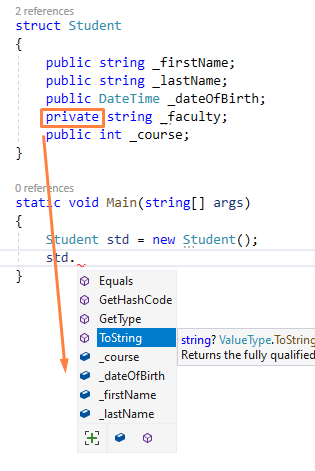 2 references
struct Student
{
public string _firstName;
public string _lastName;
public DateTime _dateOfBirth;
private string _faculty;
public int _course;
}
0 references
static void Main(string[] args)
{
Student std = new Student();
std.
}
Equals
GetHashCode
GetType
ToString
string? ValueType.ToString
Returns the fully qualified
_course
_dateOfBirth
_firstName
_lastName